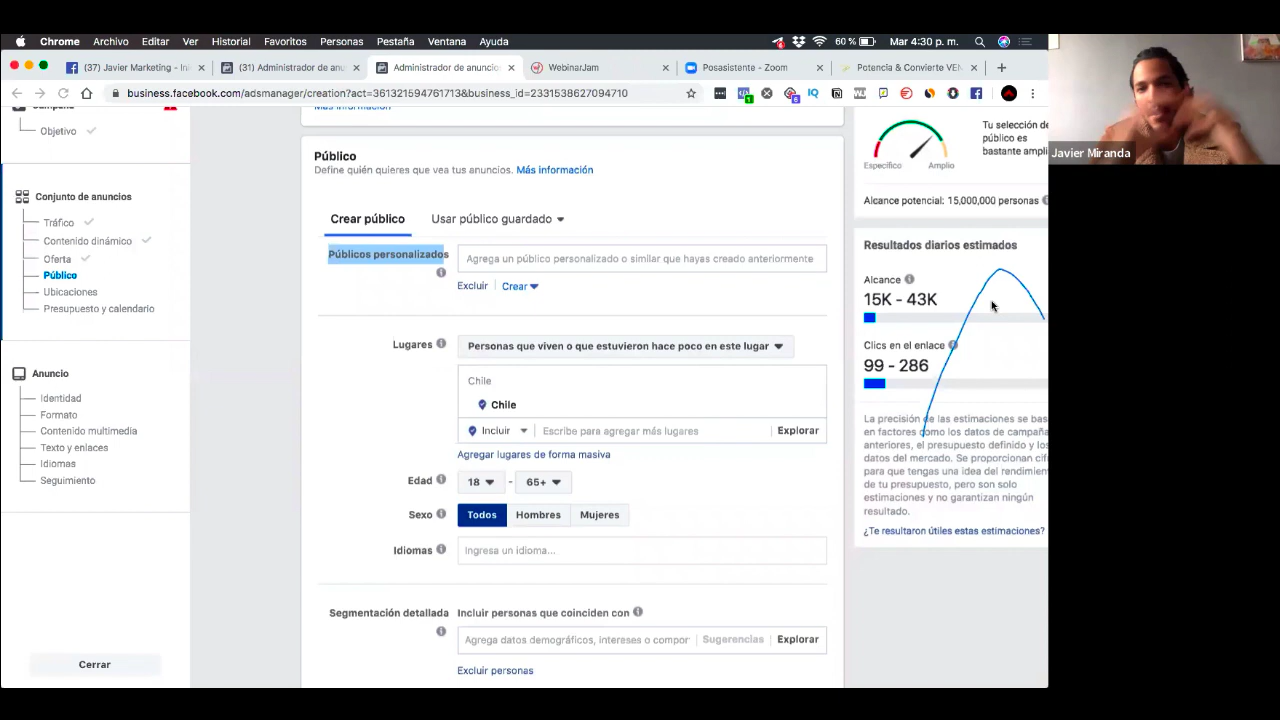 Chrome Archivo Editar Ver Historial Favoritos Personas Pestaña Ventana Ayuda 60 % Mar 4:30 p. m.
(37) Javier Marketing - In (31) Administrador de anuncio Administrador de anuncio WebinarJam Posasistente - Zoom Potencia & Convierte VEN
business.facebook.com/adsmanager/creation?act=361321594767713&business_id=2331538627094710
Campaña
Objetivo
Conjunto de anuncios
Tráfico
Contenido dinámico
Oferta
Público
Ubicaciones
Presupuesto y calendario
Anuncio
Identidad
Formato
Contenido multimedia
Texto y enlaces
Idiomas
Seguimiento
Cerrar
Más información
Público
Define quién quieres que vea tus anuncios. Más información
Crear público Usar público guardado
Públicos personalizados Agrega un público personalizado o similar que hayas creado anteriormente
Excluir Crear
Lugares Personas que viven o que estuvieron hace poco en este lugar
Chile
Chile
Incluir Escribe para agregar más lugares Explorar
Agregar lugares de forma masiva
Edad 18 - 65+
Sexo Todos Hombres Mujeres
Idiomas Ingresa un idioma...
Segmentación detallada Incluir personas que coinciden con
Agrega datos demográficos, intereses o compor Sugerencias Explorar
Excluir personas
Específico Amplio
Tu selección de
público es
bastante ampli
Alcance potencial: 15,000,000 personas
Resultados diarios estimados
Alcance
15K - 43K
Clics en el enlace
99 - 286
La precisión de las estimaciones se bas
en factores como los datos de campaña
anteriores, el presupuesto definido y los
datos del mercado. Se proporcionan cifr
para que tengas una idea del rendimien
de tu presupuesto, pero son solo
estimaciones y no garantizan ningún
resultado.
¿Te resultaron útiles estas estimaciones?
Javier Miranda